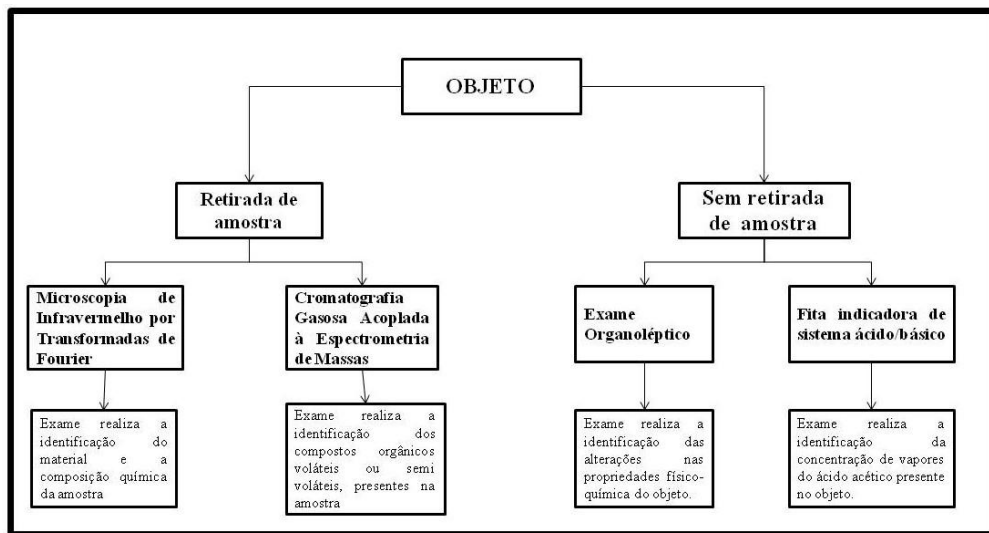 OBJETO
Retirada de
amostra
Sem retirada
de amostra
Microscopia de
Infravermelho por
Transformadas de
Fourier
Cromatografia
Gasosa Acoplada
à Espectrometria
de Massas
Exame
Organoléptico
Fita indicadora de
sistema ácido/básico
Exame realiza a
identificação do
material e a
composição química
da amostra
Exame realiza a
identificação dos
compostos orgânicos
voláteis ou semi
voláteis, presentes na
amostra
Exame realiza a
identificação das
alterações nas
propriedades físico-
química do objeto.
Exame realiza a
identificação da
concentração de vapores
do ácido acético presente
no objeto.